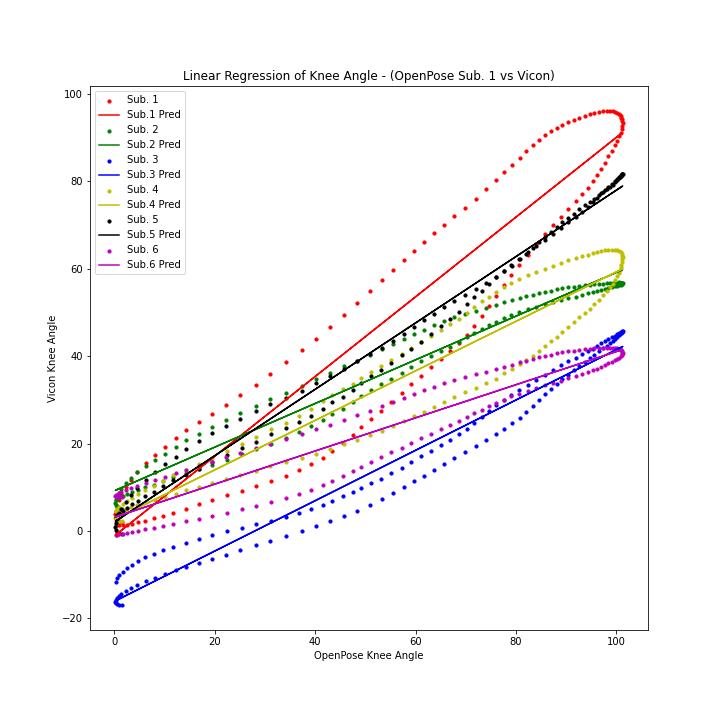 Linear Regression of Knee Angle - (OpenPose Sub. 1 vs Vicon)
Sub. 1
Sub.1 Pred
Sub. 2
Sub.2 Pred
Sub. 3
Sub.3 Pred
Sub. 4
Sub.4 Pred
Sub. 5
Sub.5 Pred
Sub. 6
Sub.6 Pred
100
80
60
40
20
0
−20
Vicon Knee Angle
0 20 40 60 80 100
OpenPose Knee Angle